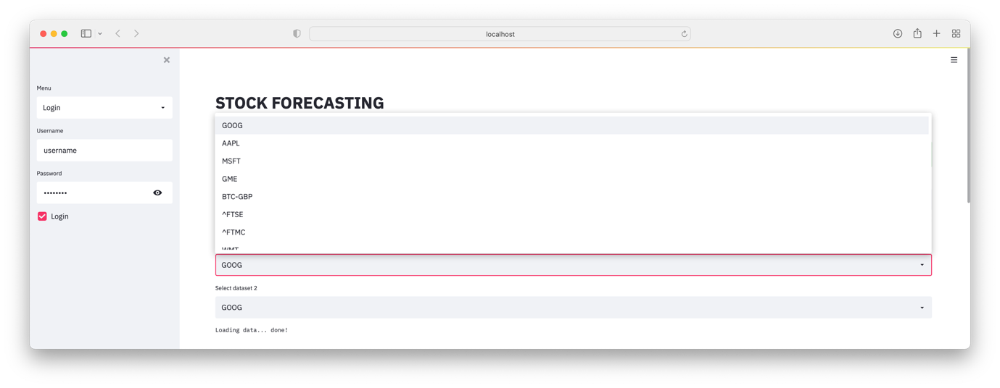 localhost
Menu
Login
Username
username
Password
••••••••
Login
STOCK FORECASTING
GOOG
AAPL
MSFT
GME
BTC-GBP
^FTSE
^FTMC
WMT
GOOG
Select dataset 2
GOOG
Loading data... done!